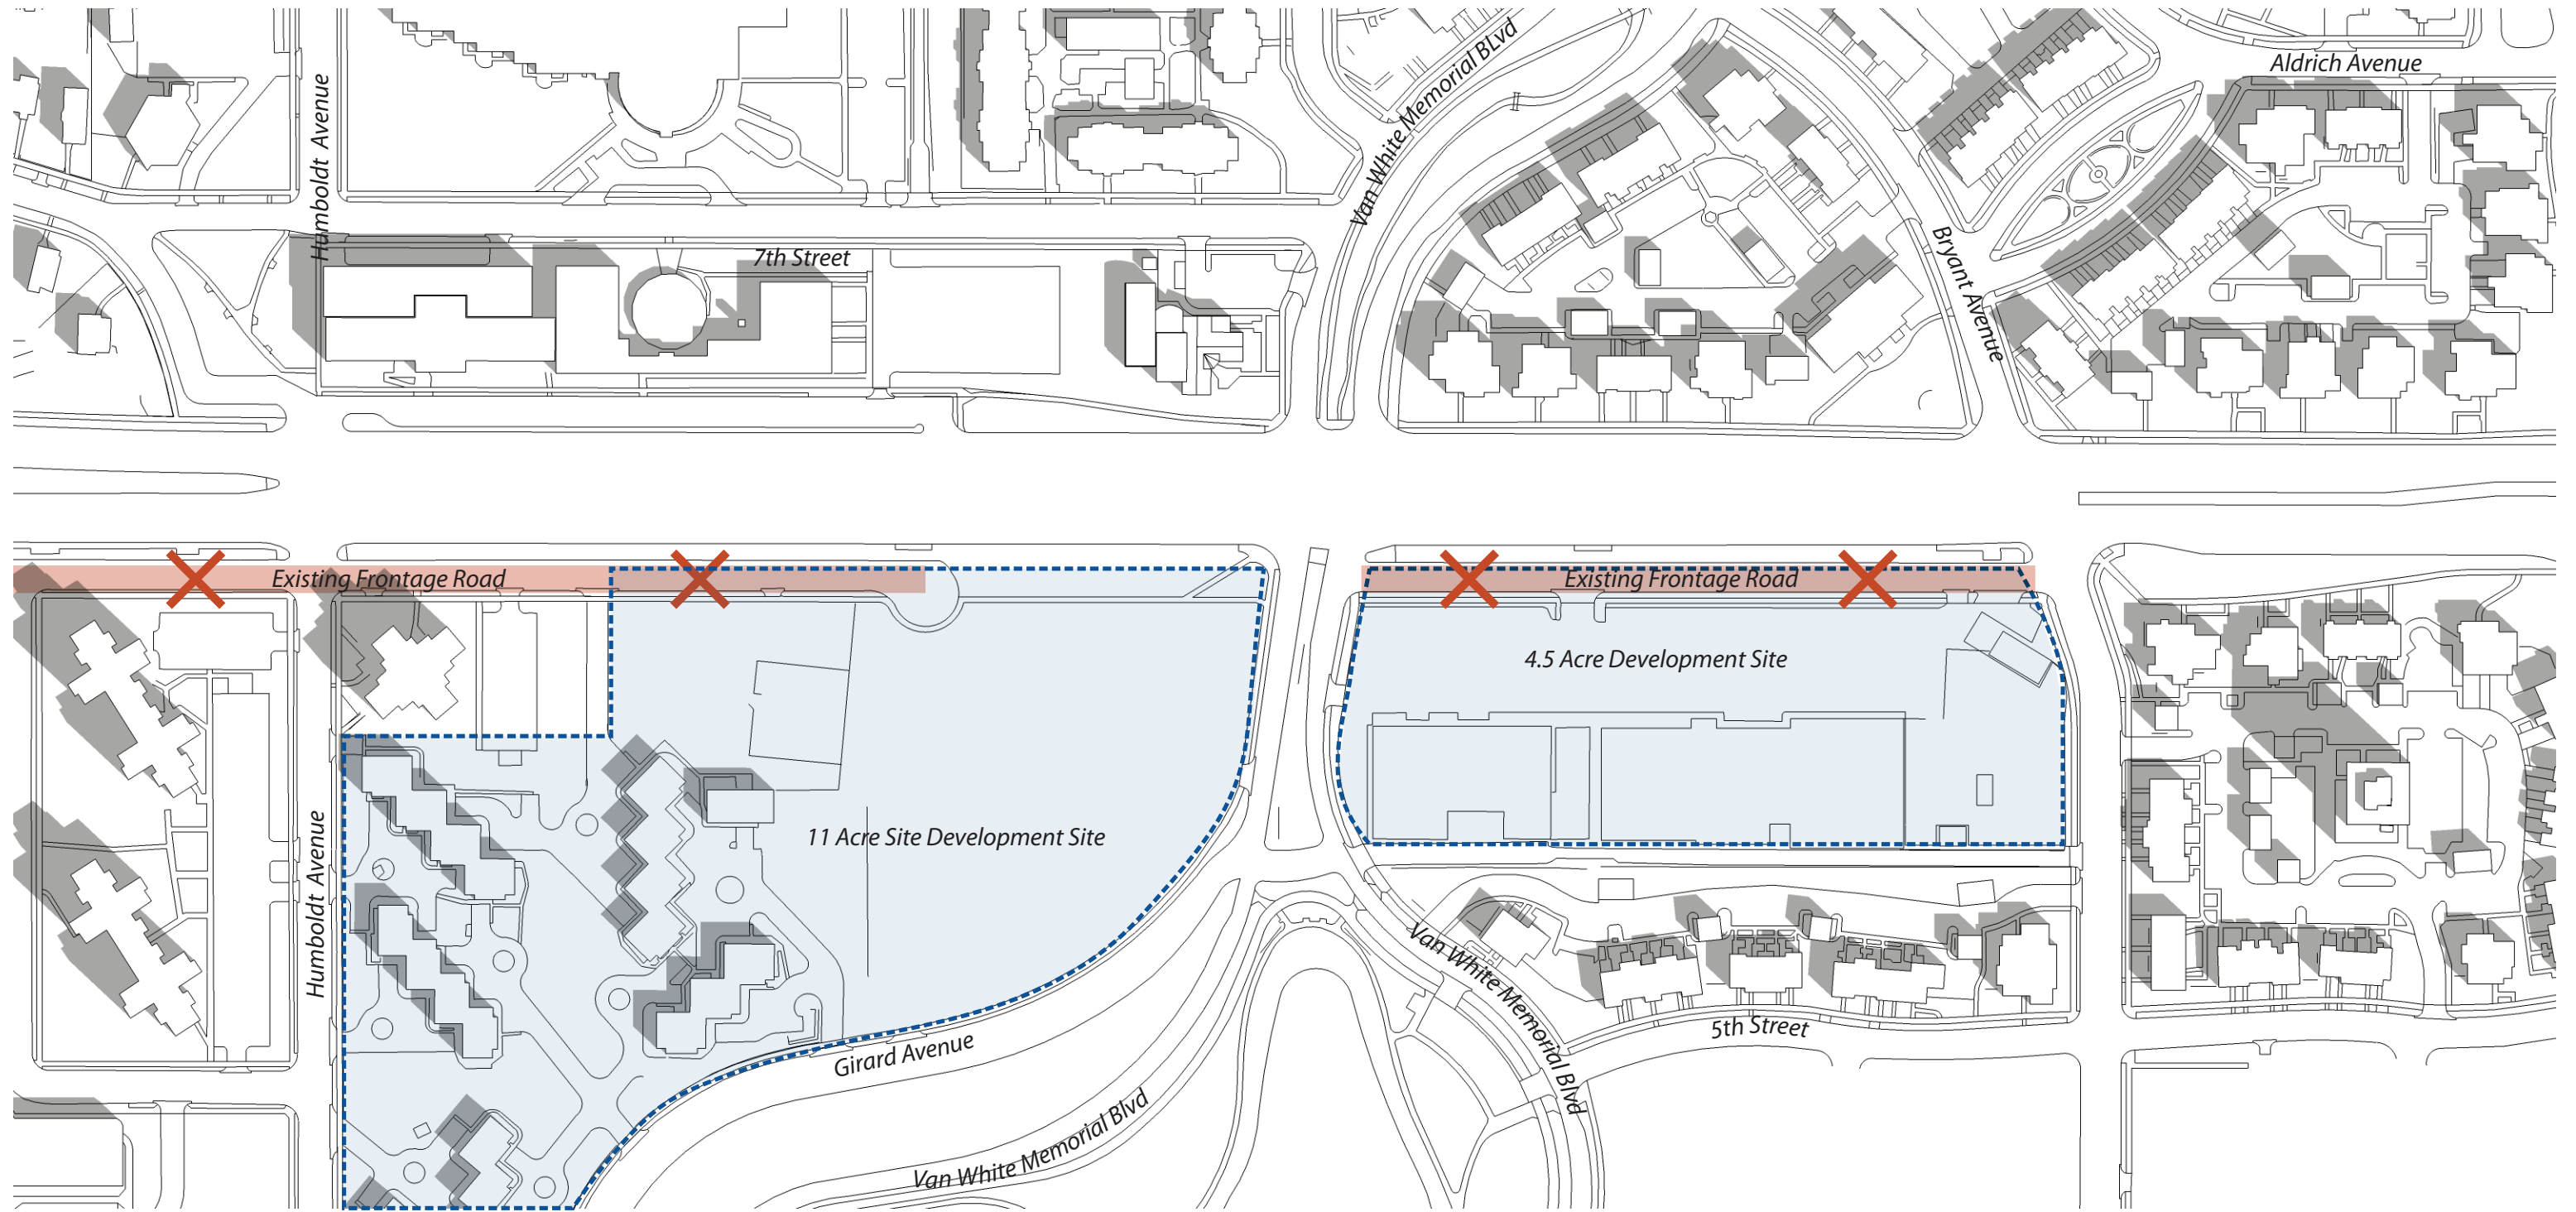 Van White Memorial BLvd
Aldrich Avenue
Humboldt Avenue
7th Street
Bryant Avenue
Existing Frontage Road
Existing Frontage Road
4.5 Acre Development Site
11 Acre Site Development Site
Humboldt Avenue
Van White Memorial Blvd
5th Street
Girard Avenue
Van White Memorial Blvd